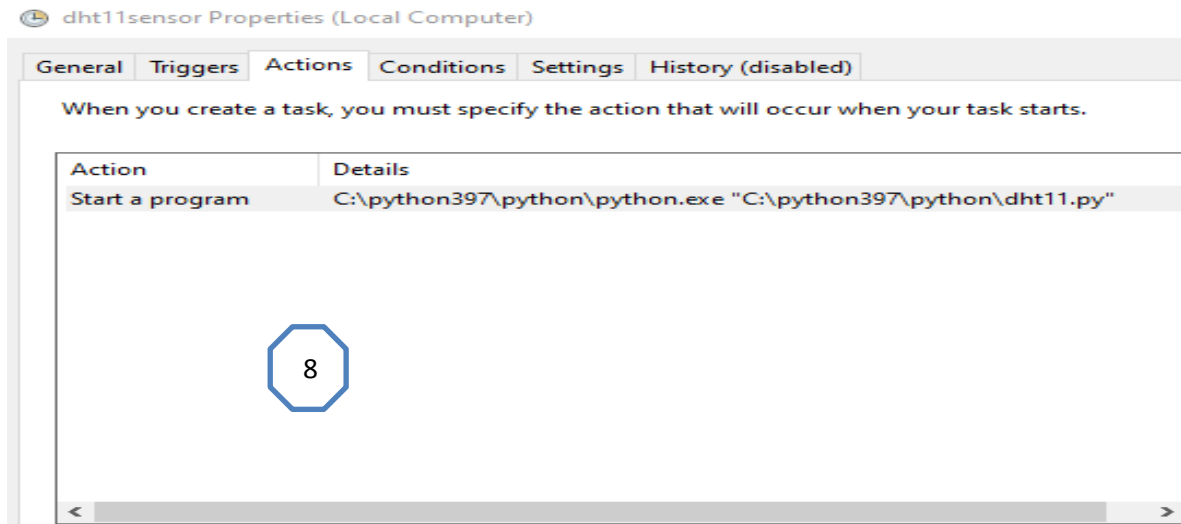 dht11sensor Properties (Local Computer)
General Triggers Actions Conditions Settings History (disabled)
When you create a task, you must specify the action that will occur when your task starts.
Action Details
Start a program C:\python397\python\python.exe "C:\python397\python\dht11.py"
8